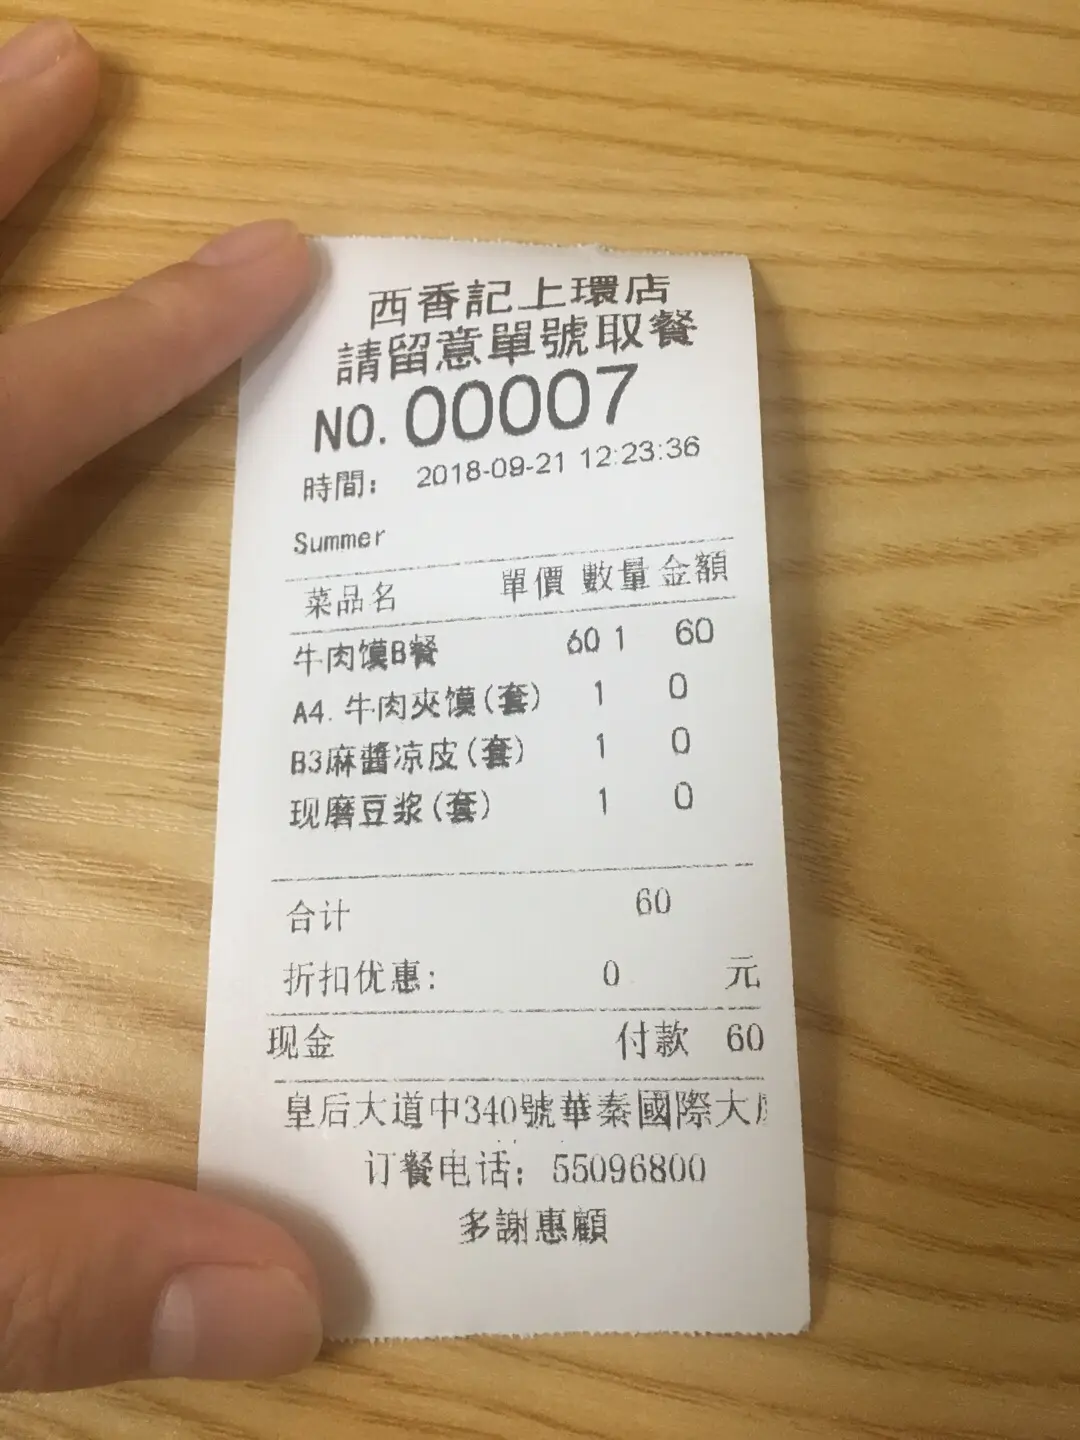 西香記上環店
請留意單號取餐
NO. 00007
時間： 2018-09-21 12:23:36
Summer
菜品名 單價 數量 金額
牛肉馍B餐 60 1 60
A4. 牛肉夾馍(套) 1 0
B3麻醬凉皮(套) 1 0
现磨豆浆(套) 1 0
合计 60
折扣优惠: 0 元
现金 付款 60
皇后大道中340號華秦國際大
订餐电话： 55096800
多謝惠顧